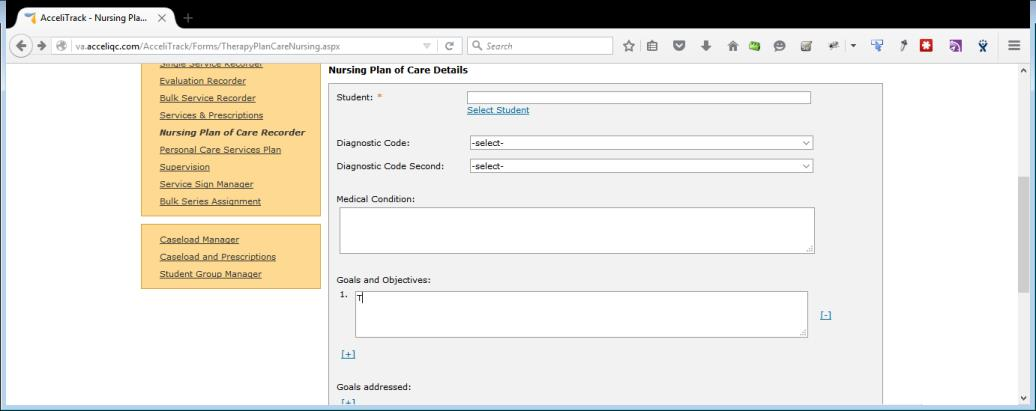 AcceliTrack - Nursing Pla...
va.acceliqc.com/AcceliTrack/Forms/TherapyPlanCareNursing.aspx
Search
Single Service Recorder
Evaluation Recorder
Bulk Service Recorder
Services & Prescriptions
Nursing Plan of Care Recorder
Personal Care Services Plan
Supervision
Service Sign Manager
Bulk Series Assignment
Caseload Manager
Caseload and Prescriptions
Student Group Manager
Nursing Plan of Care Details
Student: *
Select Student
Diagnostic Code: -select-
Diagnostic Code Second: -select-
Medical Condition:
Goals and Objectives:
1. T
[-]
[+]
Goals addressed:
[+]